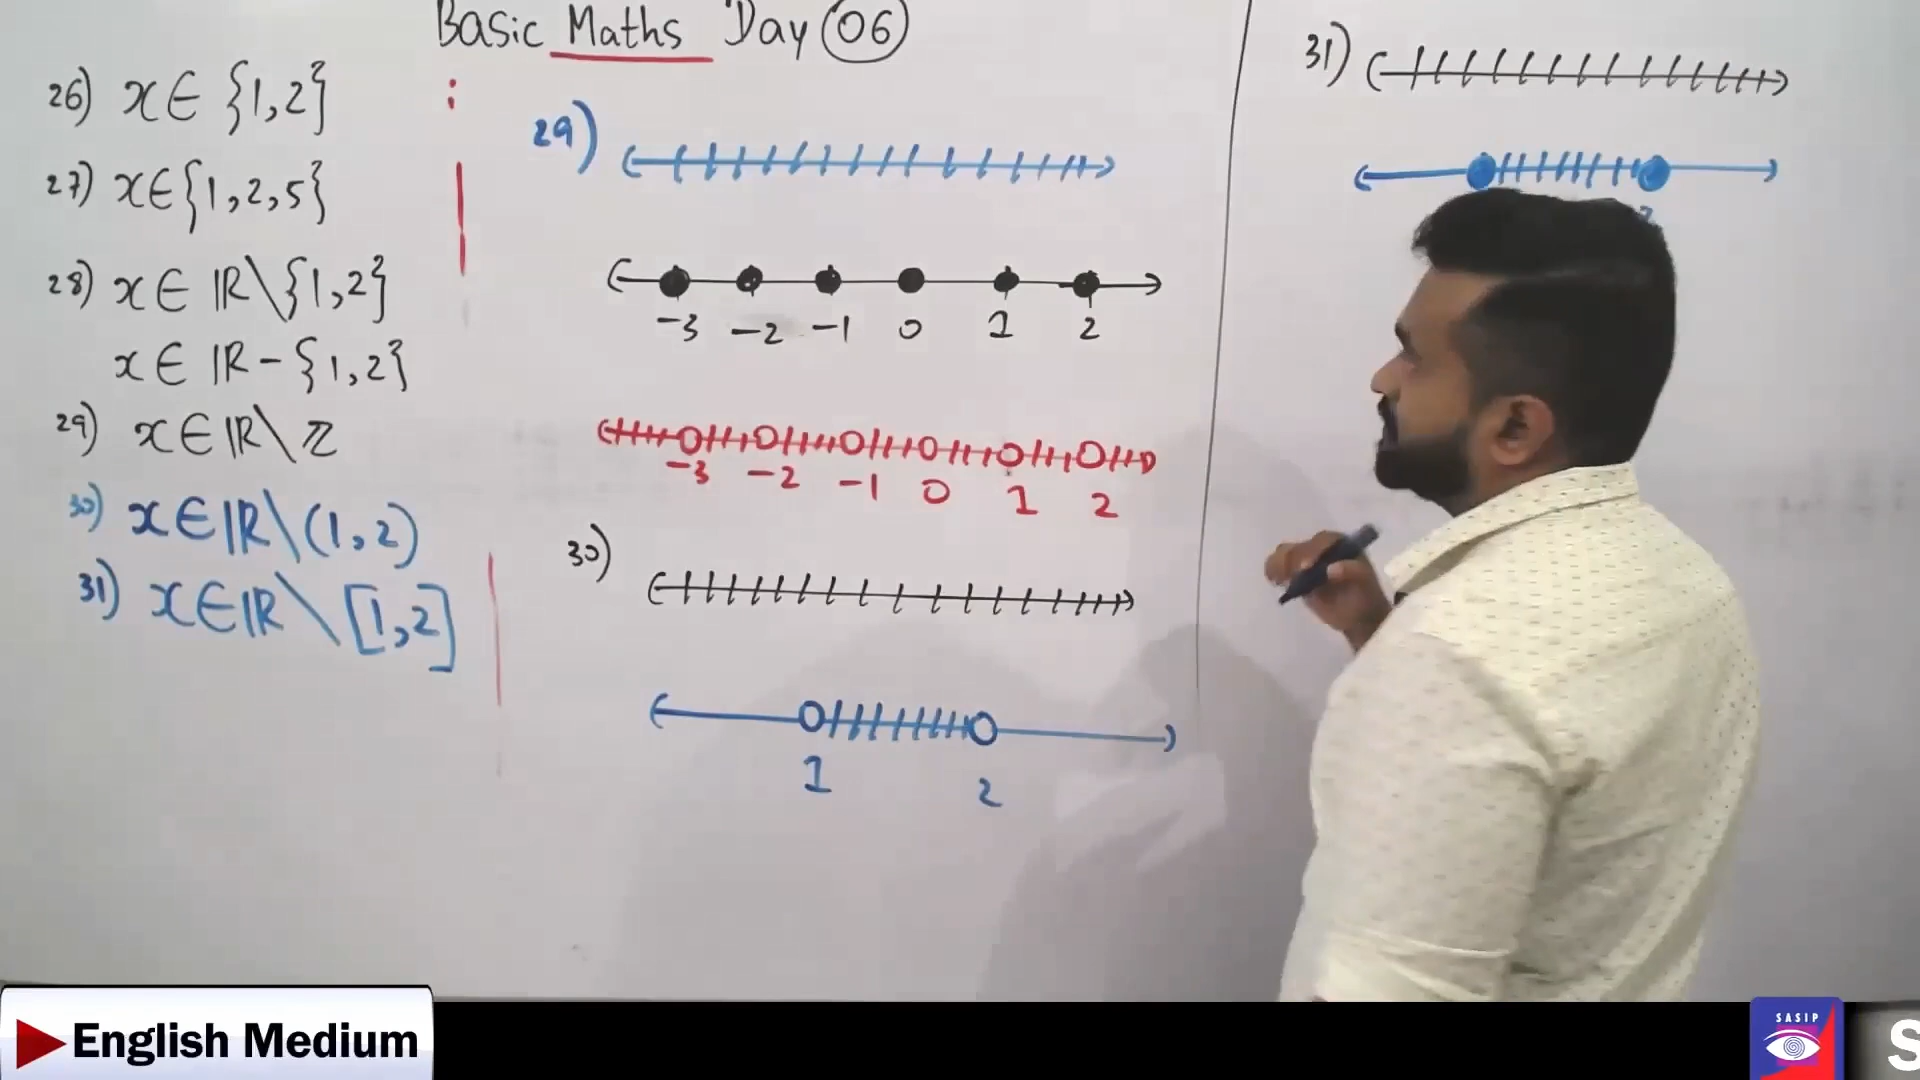 Basic Maths Day 06
26) x∈ {1,2}
27) x∈{1,2,5}
28) x∈ ℝ\{1,2}
x∈ ℝ-{1,2}
29) x∈ℝ\ℤ
30) x∈ℝ\(1,2)
31) x∈ℝ\[1,2]
29)
-3 -2 -1 0 1 2
-3 -2 -1 0 1 2
30)
1 2
31)
English Medium
SASIP
S